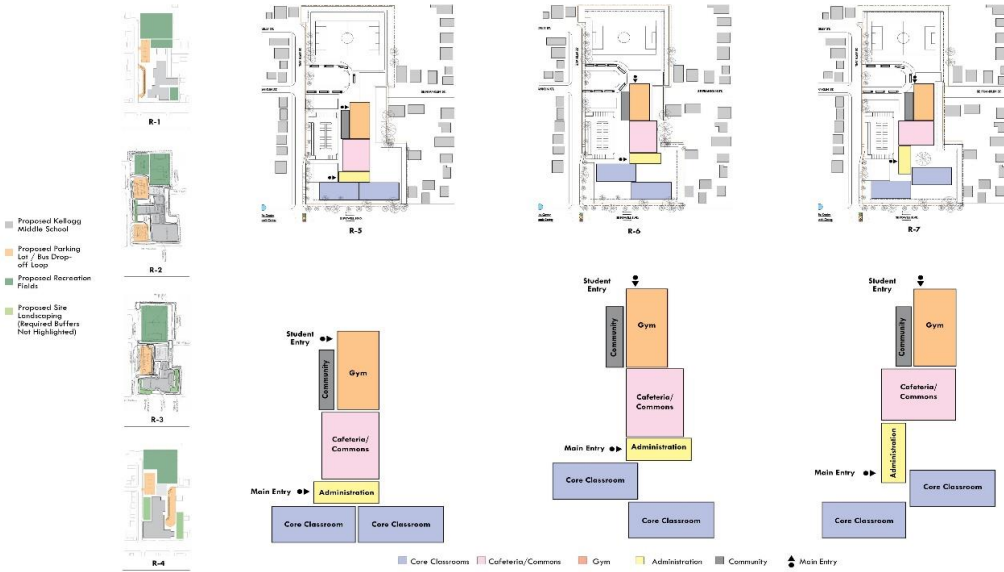 R-1
R-2
R-3
R-4
Proposed Kellogg
Middle School
Proposed Parking
Lot / Bus Drop-
off Loop
Proposed Recreation
Fields
Proposed Site
Landscaping
(Required Buffers
Not Highlighted)
R-5
R-6
R-7
Student
Entry
Community
Gym
Cafeteria/
Commons
Main Entry
Administration
Core Classroom
Core Classroom
Student
Entry
Community
Gym
Cafeteria/
Commons
Main Entry
Administration
Core Classroom
Core Classroom
Student
Entry
Community
Gym
Cafeteria/
Commons
Administration
Main Entry
Core Classroom
Core Classroom
Core Classrooms
Cafeteria/Commons
Gym
Administration
Community
Main Entry